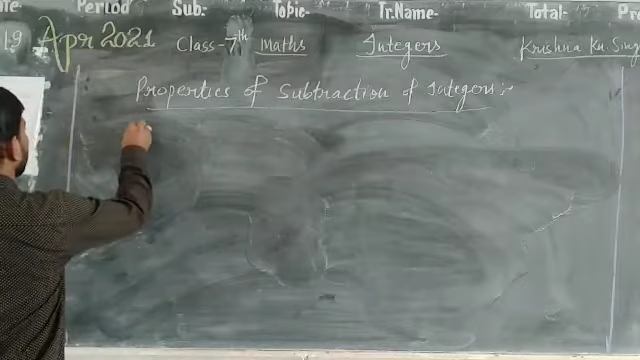 Period Sub:- Topic- Tr.Name- Total-
19 Apr 2021 Class-7th Maths Integers Krishna Ku. Sing
Properties of Subtraction of Integers:-